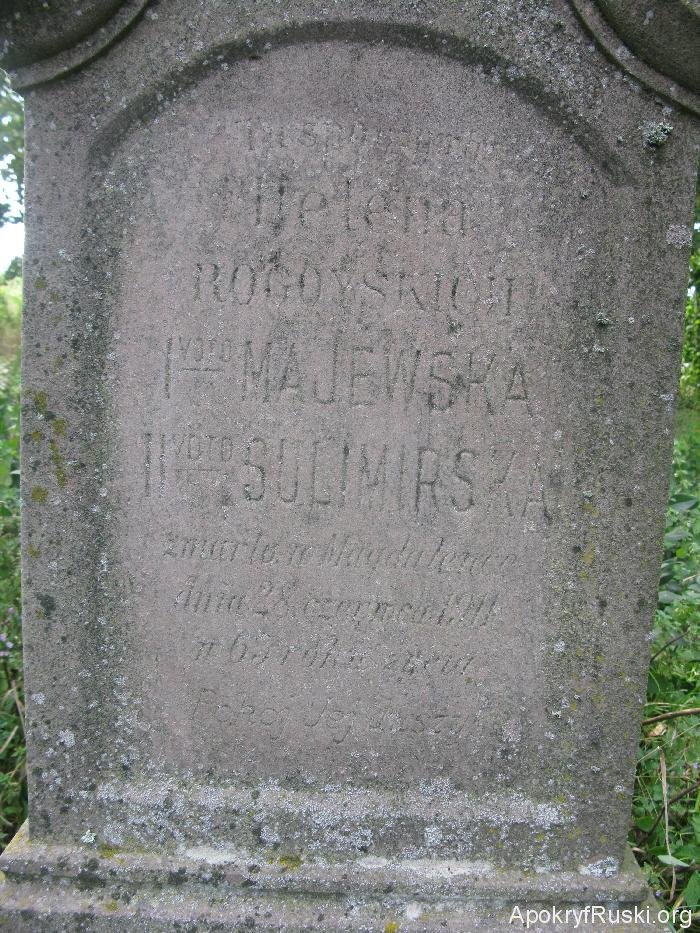 Tu spoczywa
Helena
z ROGOYSKICH
I VOTO MAJEWSKA
II VOTO SULIMIRSKA
zmarła w Magdalence
dnia 28 czerwca 1911
w 65 roku życia
Pokój Jej duszy
ApokryfRuski.org